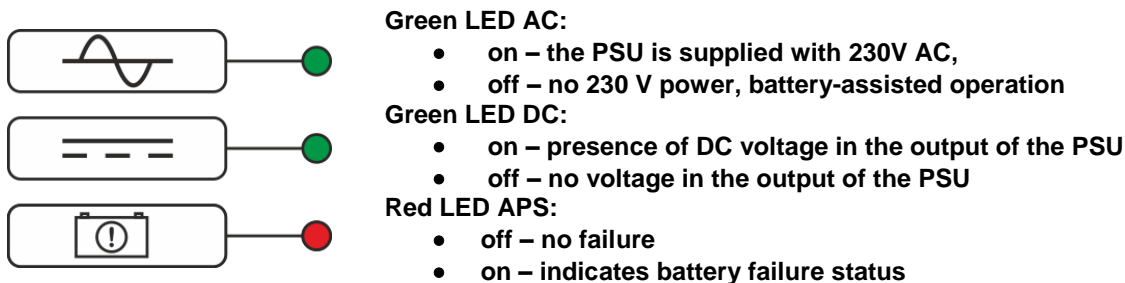 Green LED AC:
• on – the PSU is supplied with 230V AC,
• off – no 230 V power, battery-assisted operation
Green LED DC:
• on – presence of DC voltage in the output of the PSU
• off – no voltage in the output of the PSU
Red LED APS:
• off – no failure
• on – indicates battery failure status